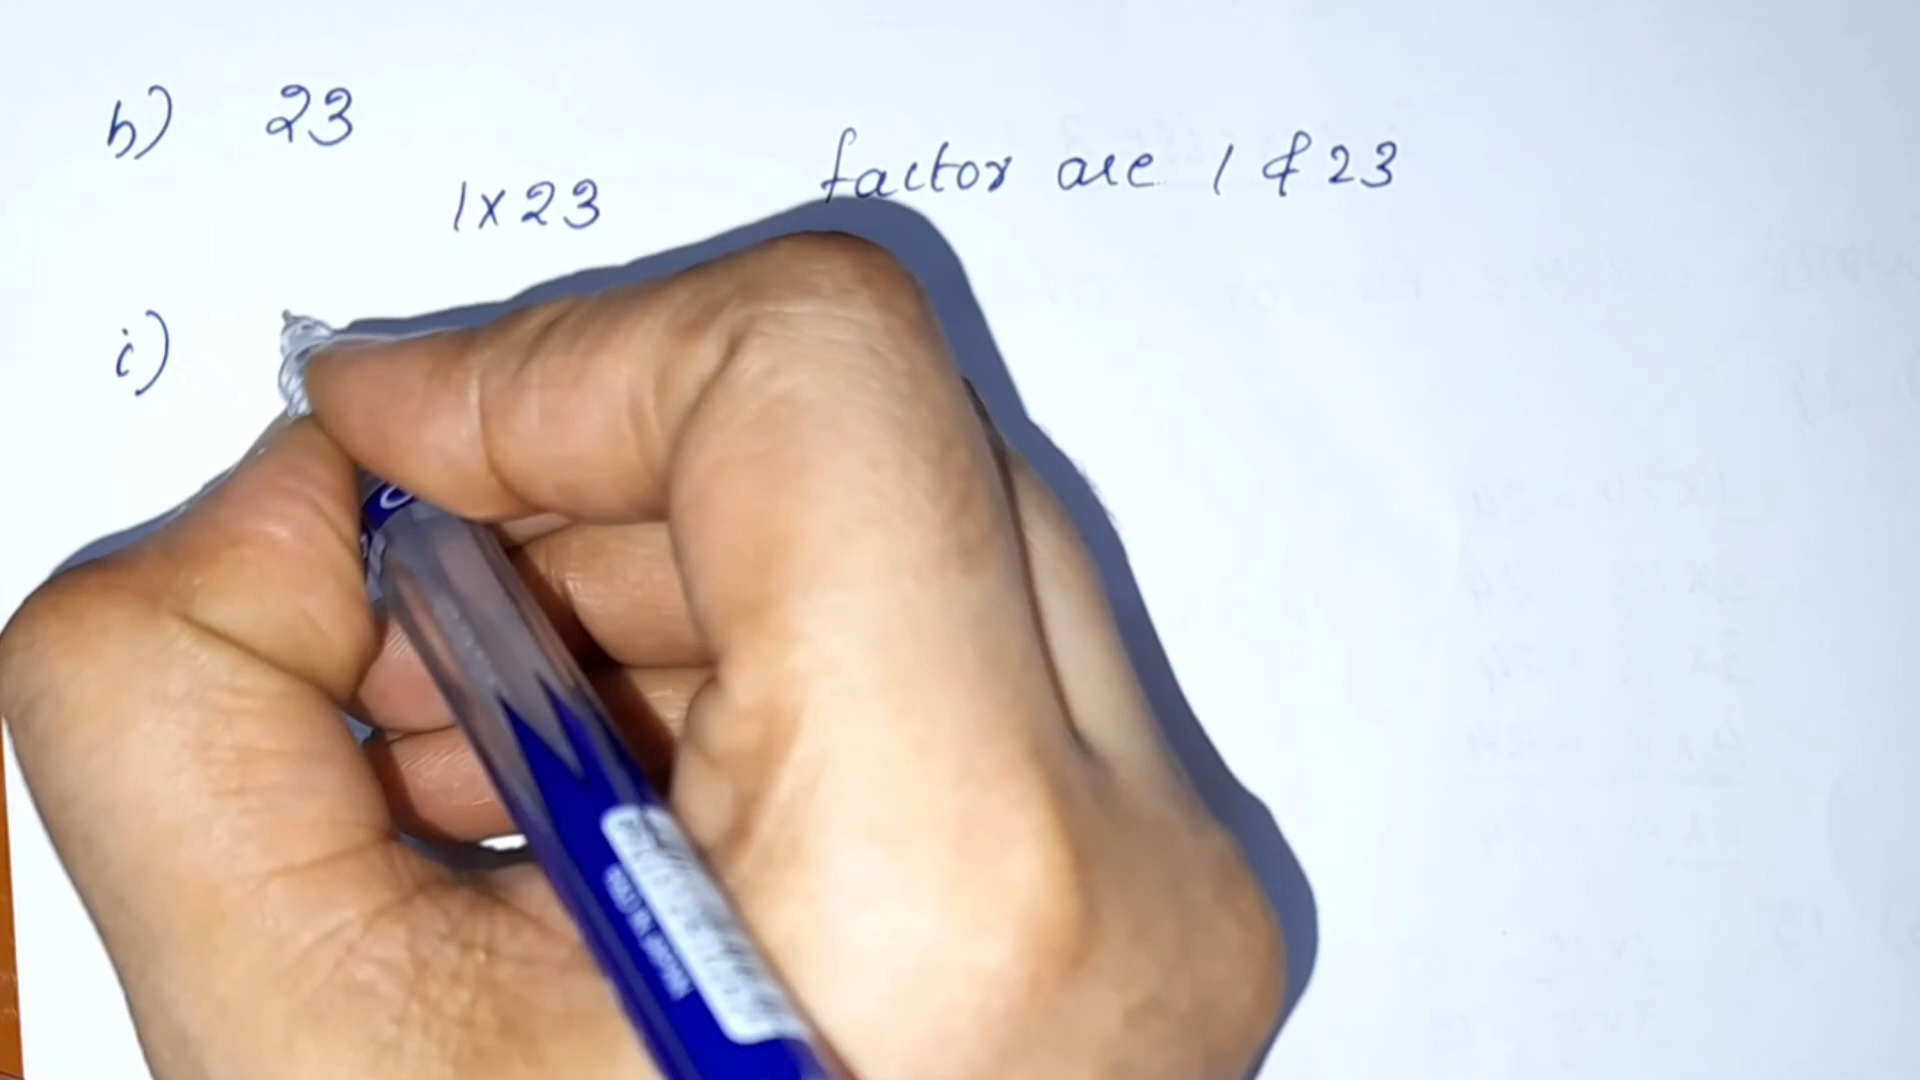 h) 23
1x23
factor are 1 & 23
i)